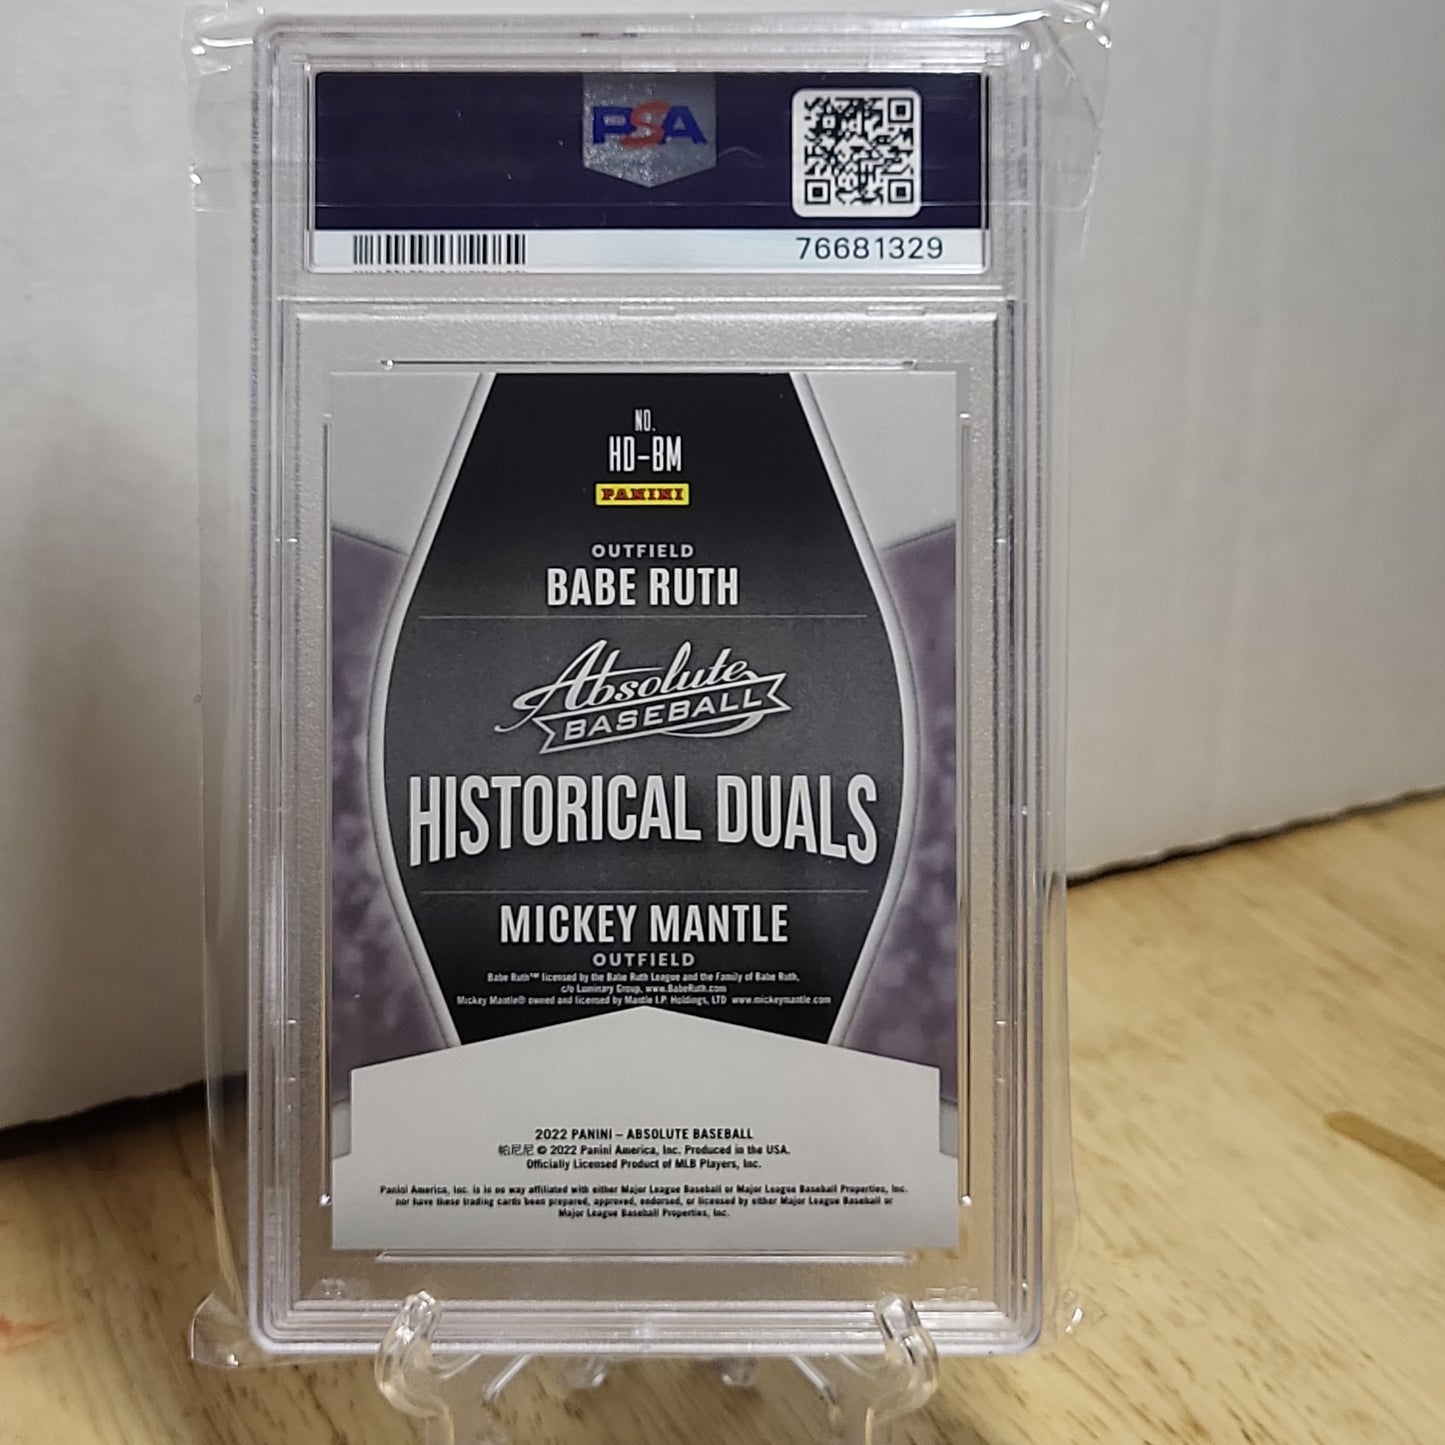 PSA
76681329
NO.
HD-BM
PANINI
OUTFIELD
BABE RUTH
Absolute
BASEBALL
HISTORICAL DUALS
MICKEY MANTLE
OUTFIELD
Babe Ruth™ licensed by the Babe Ruth League and the Family of Babe Ruth,
c/o Luminary Group, www.BabeRuth.com
Mickey Mantle® owned and licensed by Mantle I.P. Holdings, LTD www.mickeymantle.com
2022 PANINI – ABSOLUTE BASEBALL
帕尼尼 © 2022 Panini America, Inc. Produced in the USA.
Officially Licensed Product of MLB Players, Inc.
Panini America, Inc. is in no way affiliated with either Major League Baseball or Major League Baseball Properties, Inc.
nor have these trading cards been prepared, approved, endorsed, or licensed by either Major League Baseball or
Major League Baseball Properties, Inc.